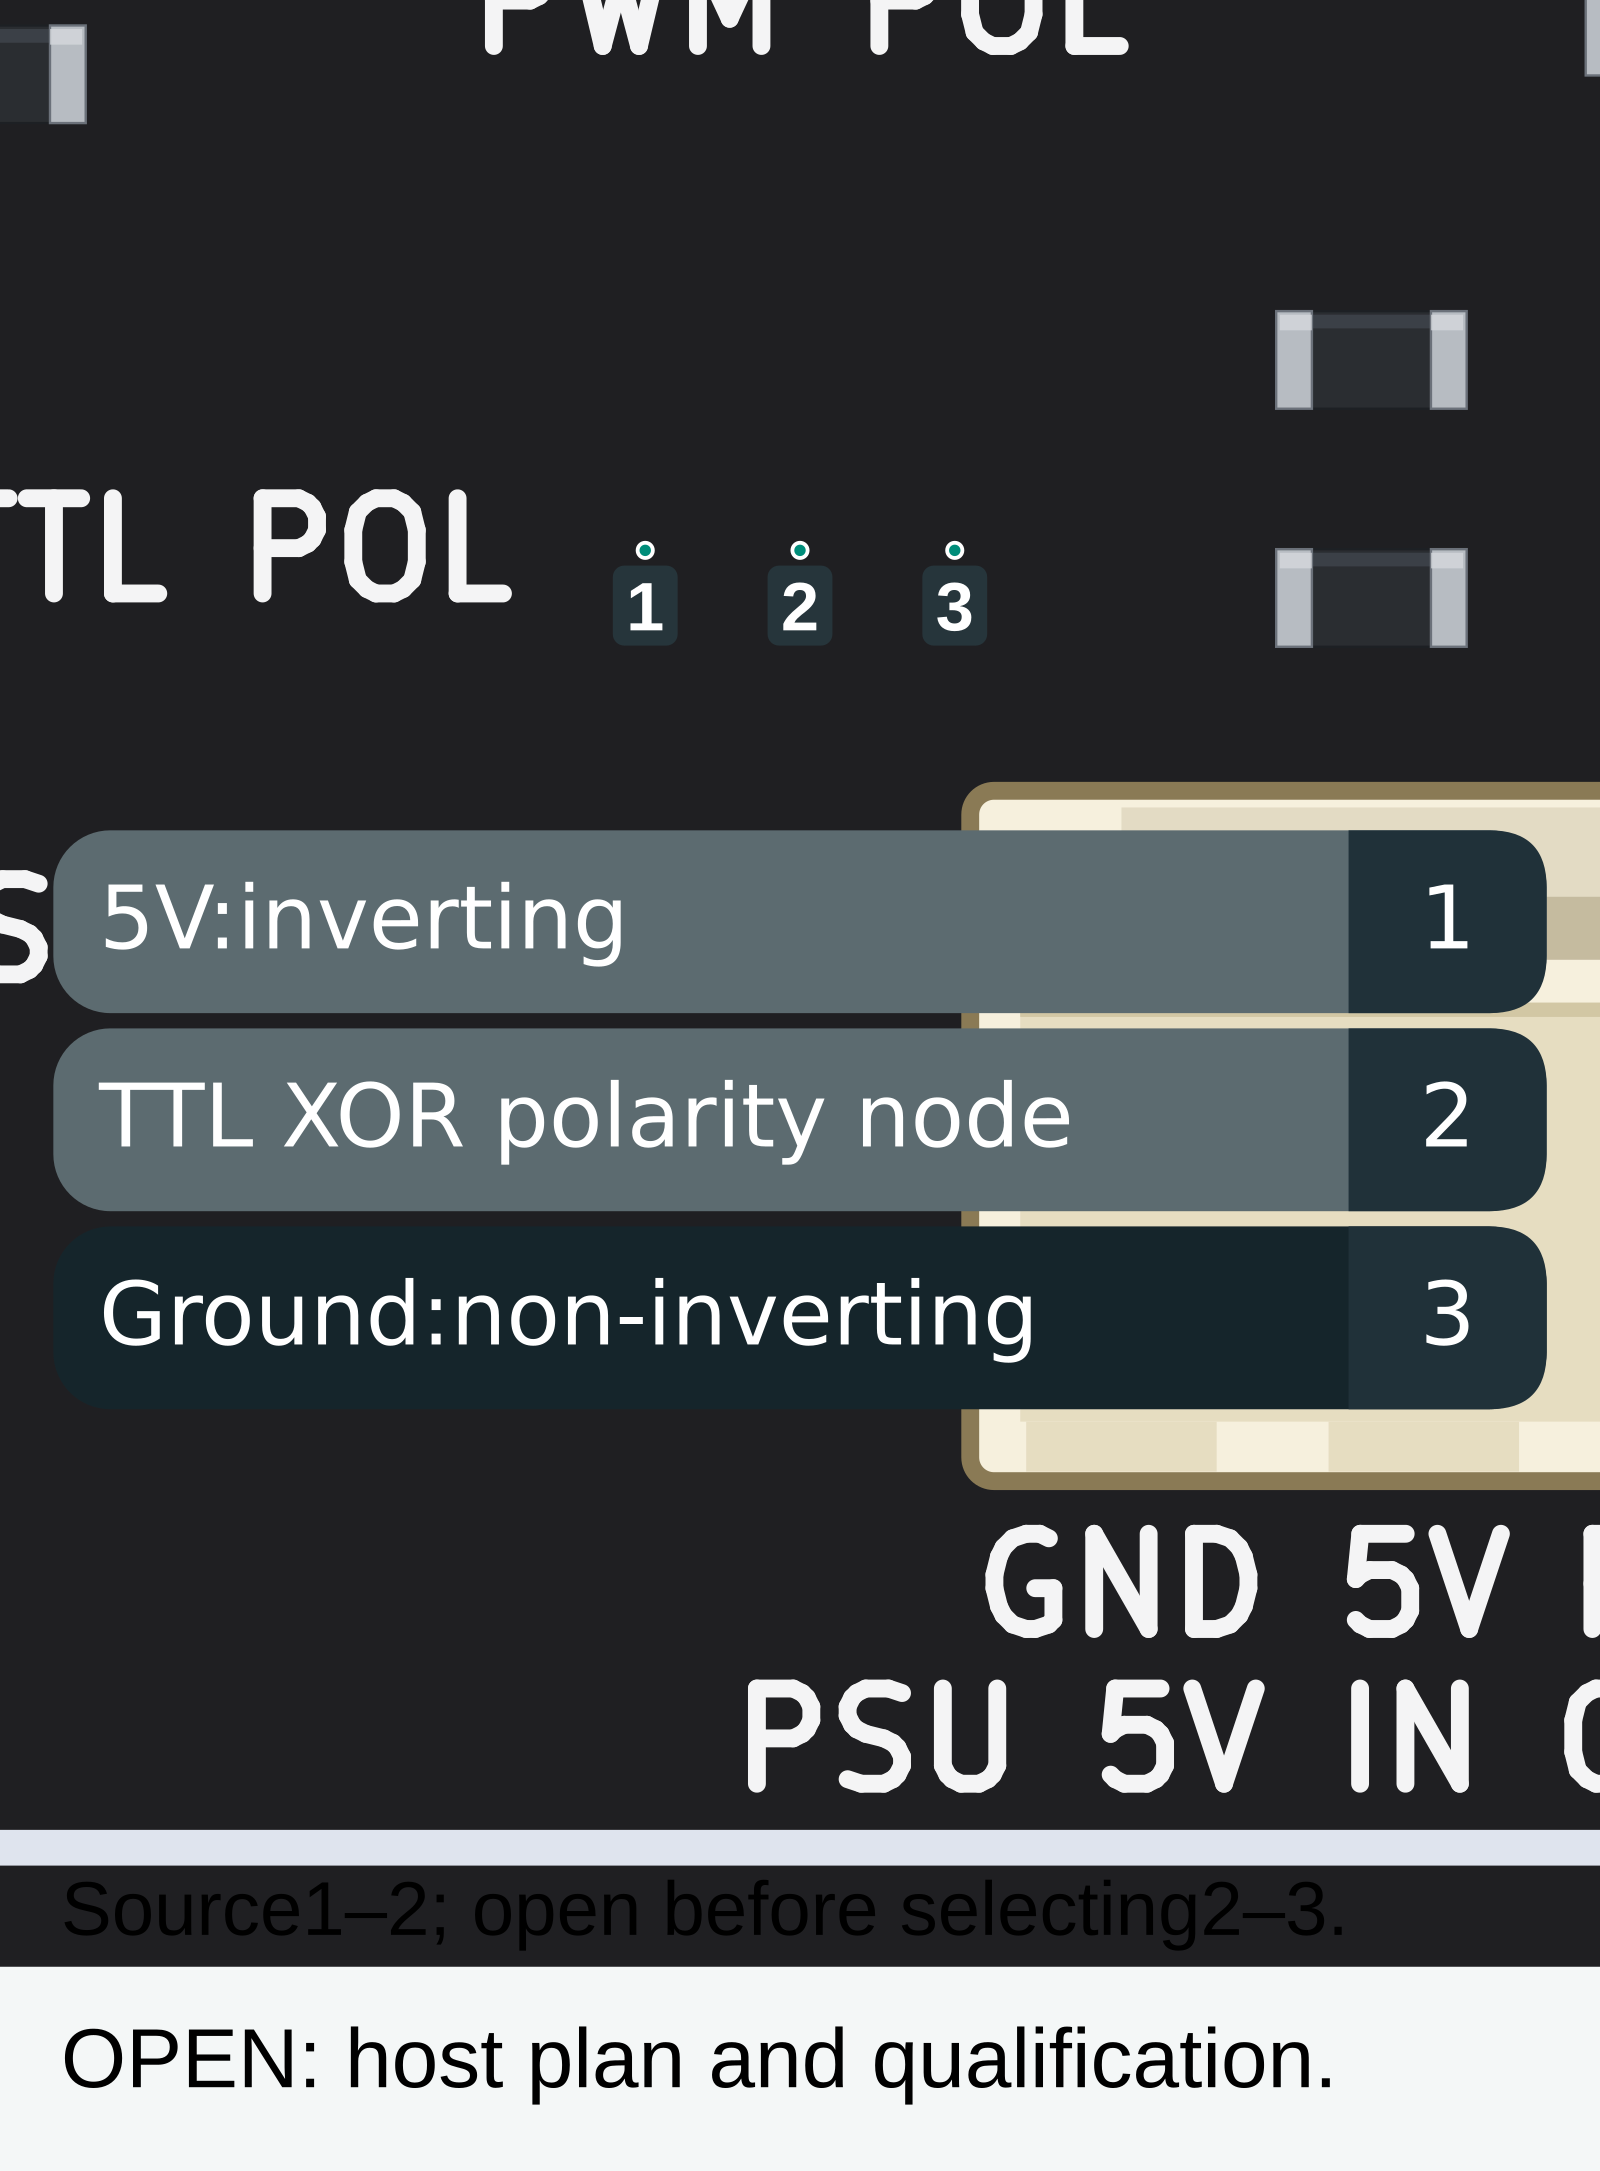 PWM POL
TTL POL
1 2 3
S
5V:inverting 1
TTL XOR polarity node 2
Ground:non-inverting 3
GND 5V
PSU 5V IN
Source1–2; open before selecting2–3.
OPEN: host plan and qualification.